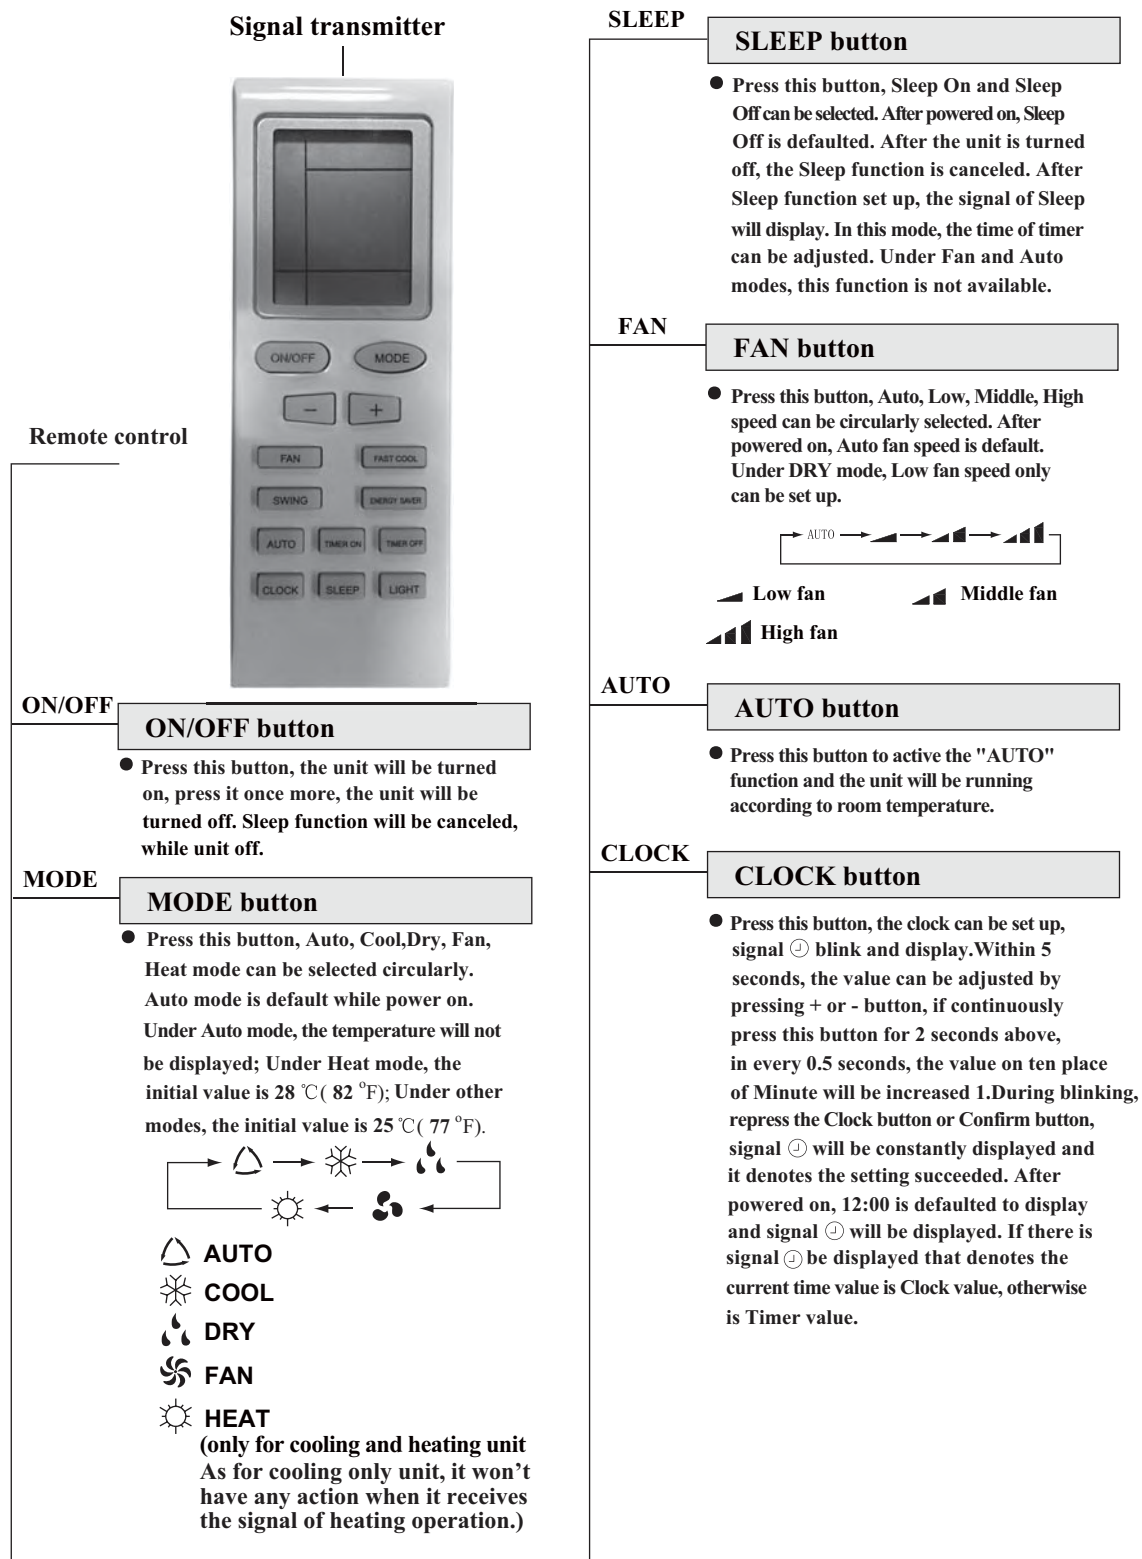 Signal transmitter
ON/OFF
MODE
-
+
FAN
FAST COOL
SWING
ENERGY SAVER
AUTO
TIMER ON
TIMER OFF
CLOCK
SLEEP
LIGHT
Remote control
ON/OFF
ON/OFF button
● Press this button, the unit will be turned
on, press it once more, the unit will be
turned off. Sleep function will be canceled,
while unit off.
MODE
MODE button
● Press this button, Auto, Cool,Dry, Fan,
Heat mode can be selected circularly.
Auto mode is default while power on.
Under Auto mode, the temperature will not
be displayed; Under Heat mode, the
initial value is 28 ℃( 82 °F); Under other
modes, the initial value is 25 ℃( 77 °F).
AUTO
COOL
DRY
FAN
HEAT
(only for cooling and heating unit
As for cooling only unit, it won’t
have any action when it receives
the signal of heating operation.)
SLEEP
SLEEP button
● Press this button, Sleep On and Sleep
Off can be selected. After powered on, Sleep
Off is defaulted. After the unit is turned
off, the Sleep function is canceled. After
Sleep function set up, the signal of Sleep
will display. In this mode, the time of timer
can be adjusted. Under Fan and Auto
modes, this function is not available.
FAN
FAN button
● Press this button, Auto, Low, Middle, High
speed can be circularly selected. After
powered on, Auto fan speed is default.
Under DRY mode, Low fan speed only
can be set up.
AUTO
Low fan
Middle fan
High fan
AUTO
AUTO button
● Press this button to active the "AUTO"
function and the unit will be running
according to room temperature.
CLOCK
CLOCK button
● Press this button, the clock can be set up,
signal blink and display.Within 5
seconds, the value can be adjusted by
pressing + or - button, if continuously
press this button for 2 seconds above,
in every 0.5 seconds, the value on ten place
of Minute will be increased 1.During blinking,
repress the Clock button or Confirm button,
signal will be constantly displayed and
it denotes the setting succeeded. After
powered on, 12:00 is defaulted to display
and signal will be displayed. If there is
signal be displayed that denotes the
current time value is Clock value, otherwise
is Timer value.